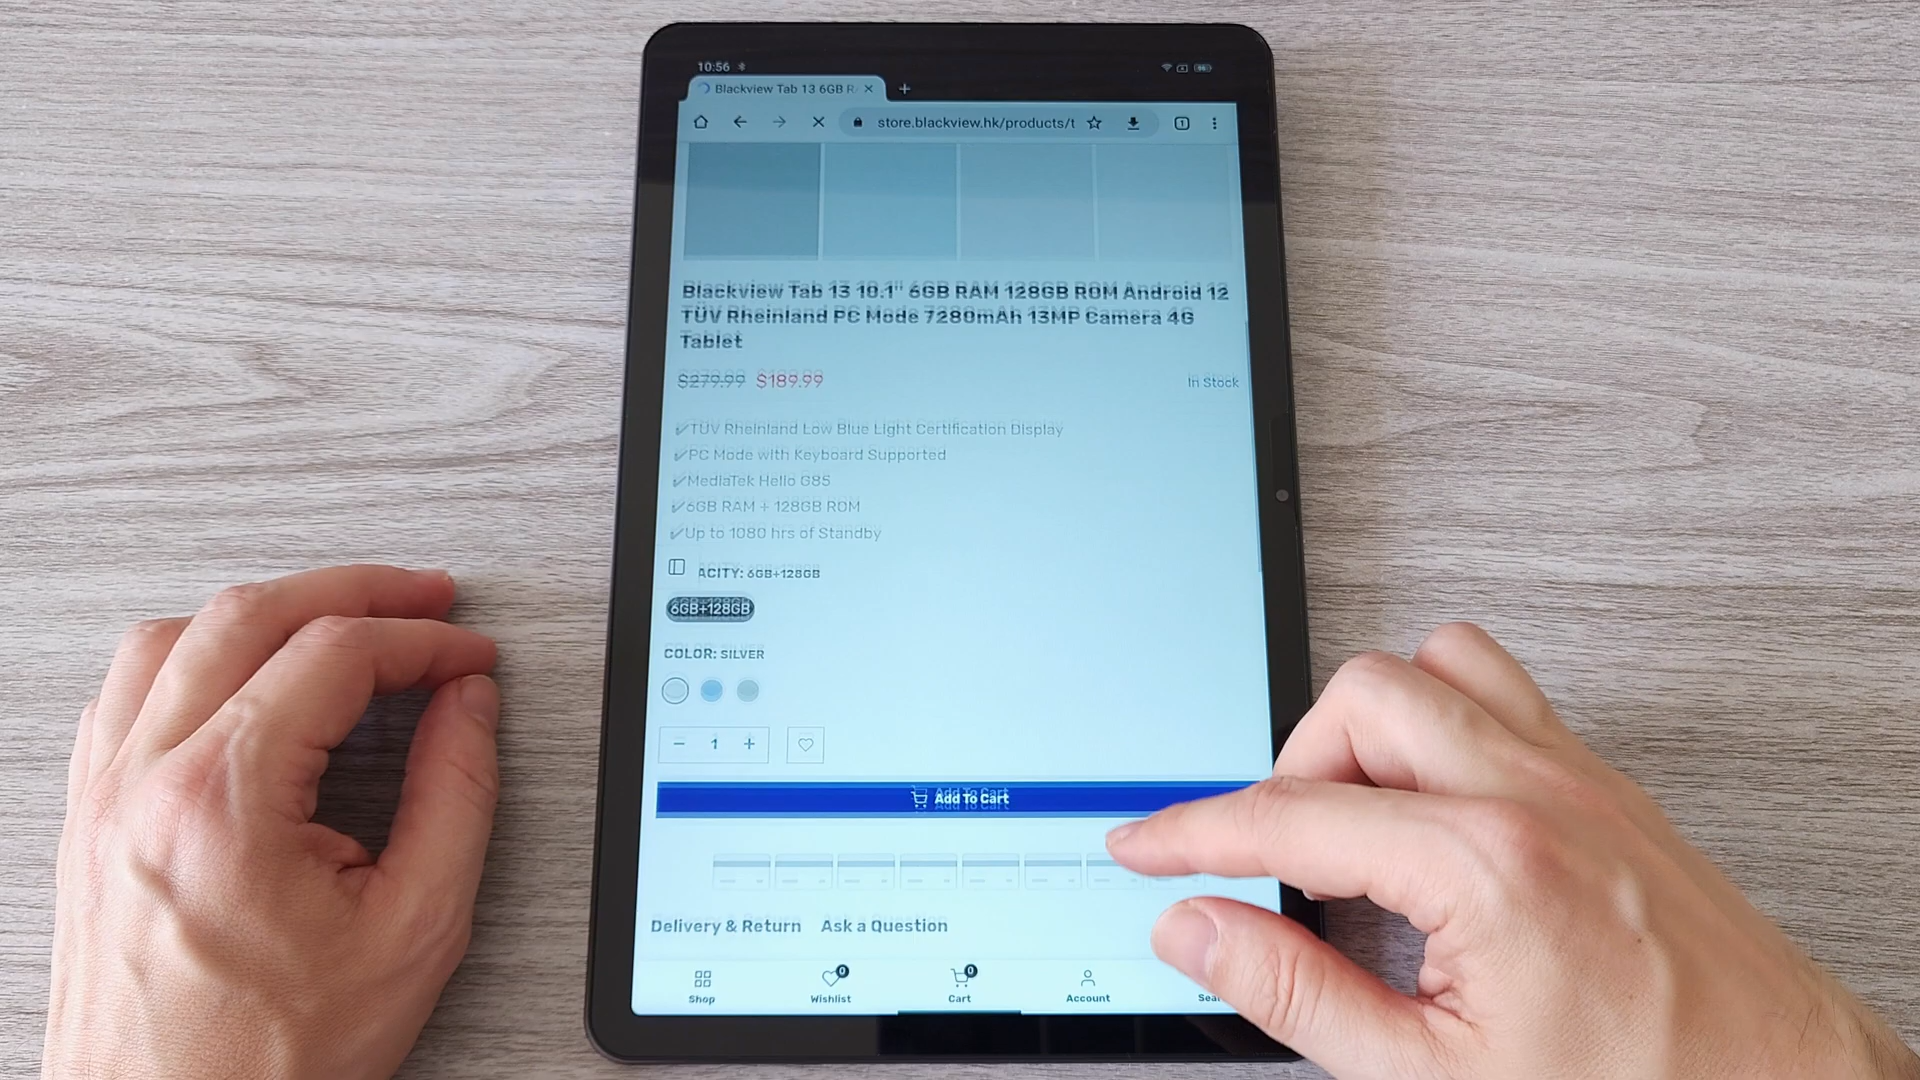 10:56
Blackview Tab 13 6GB R
store.blackview.hk/products/t
1
Blackview Tab 13 10.1" 6GB RAM 128GB ROM Android 12
TÜV Rheinland PC Mode 7280mAh 13MP Camera 4G
Tablet
$279.99 $189.99
In Stock
✓TÜV Rheinland Low Blue Light Certification Display
✓PC Mode with Keyboard Supported
✓MediaTek Helio G85
✓6GB RAM + 128GB ROM
✓Up to 1080 hrs of Standby
ACITY: 6GB+128GB
6GB+128GB
COLOR: SILVER
− 1 +
Add To Cart
Delivery & Return Ask a Question
0 0
Shop Wishlist Cart Account Sear